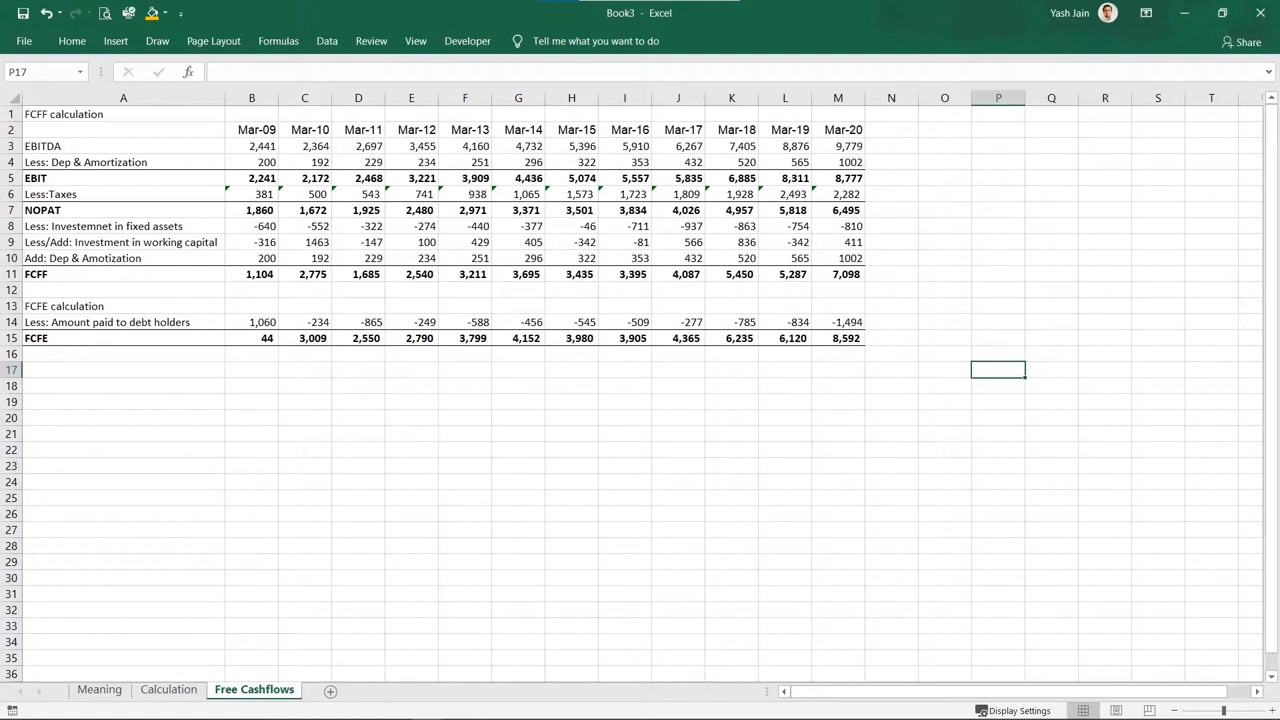 Book3 - Excel
Yash Jain
File Home Insert Draw Page Layout Formulas Data Review View Developer Tell me what you want to do Share
P17 fx
A B C D E F G H I J K L M N O P Q R S T
1 FCFF calculation
2 Mar-09 Mar-10 Mar-11 Mar-12 Mar-13 Mar-14 Mar-15 Mar-16 Mar-17 Mar-18 Mar-19 Mar-20
3 EBITDA 2,441 2,364 2,697 3,455 4,160 4,732 5,396 5,910 6,267 7,405 8,876 9,779
4 Less: Dep & Amortization 200 192 229 234 251 296 322 353 432 520 565 1002
5 EBIT 2,241 2,172 2,468 3,221 3,909 4,436 5,074 5,557 5,835 6,885 8,311 8,777
6 Less:Taxes 381 500 543 741 938 1,065 1,573 1,723 1,809 1,928 2,493 2,282
7 NOPAT 1,860 1,672 1,925 2,480 2,971 3,371 3,501 3,834 4,026 4,957 5,818 6,495
8 Less: Investemnet in fixed assets -640 -552 -322 -274 -440 -377 -46 -711 -937 -863 -754 -810
9 Less/Add: Investment in working capital -316 1463 -147 100 429 405 -342 -81 566 836 -342 411
10 Add: Dep & Amotization 200 192 229 234 251 296 322 353 432 520 565 1002
11 FCFF 1,104 2,775 1,685 2,540 3,211 3,695 3,435 3,395 4,087 5,450 5,287 7,098
12
13 FCFE calculation
14 Less: Amount paid to debt holders 1,060 -234 -865 -249 -588 -456 -545 -509 -277 -785 -834 -1,494
15 FCFE 44 3,009 2,550 2,790 3,799 4,152 3,980 3,905 4,365 6,235 6,120 8,592
16
17
18
19
20
21
22
23
24
25
26
27
28
29
30
31
32
33
34
35
36
Meaning Calculation Free Cashflows
Display Settings